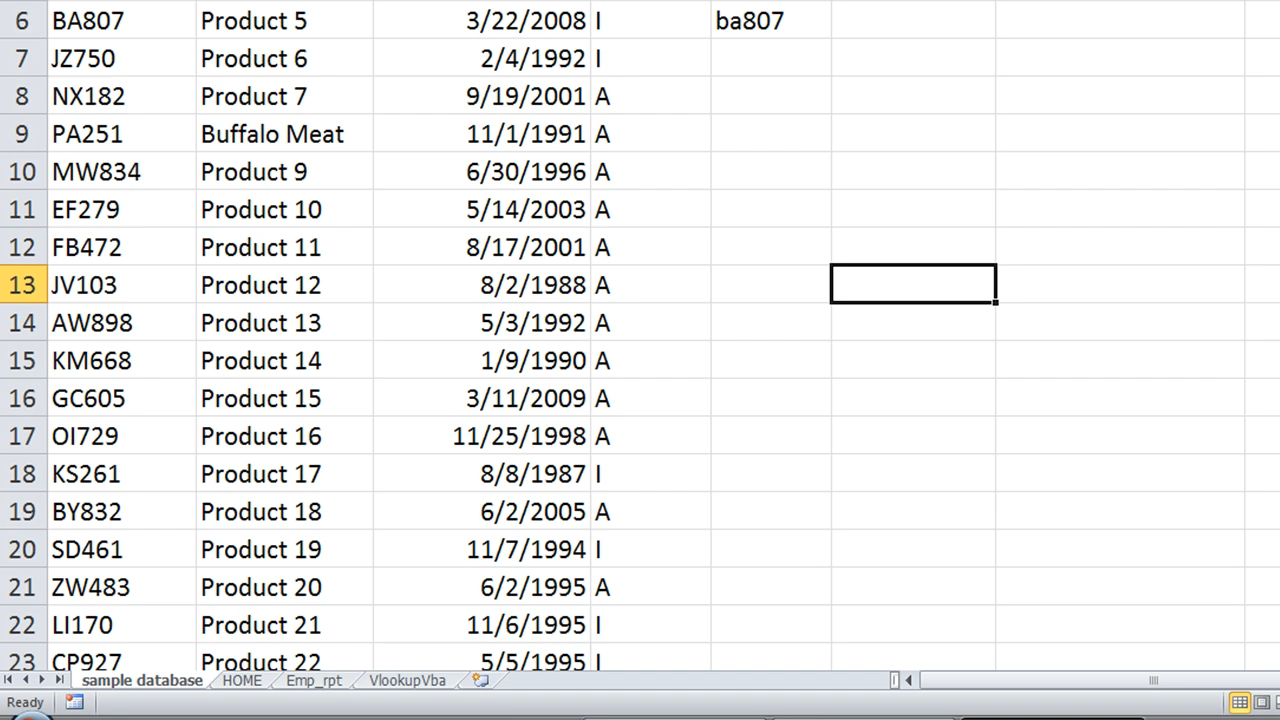 6 BA807 Product 5 3/22/2008 I ba807
7 JZ750 Product 6 2/4/1992 I
8 NX182 Product 7 9/19/2001 A
9 PA251 Buffalo Meat 11/1/1991 A
10 MW834 Product 9 6/30/1996 A
11 EF279 Product 10 5/14/2003 A
12 FB472 Product 11 8/17/2001 A
13 JV103 Product 12 8/2/1988 A
14 AW898 Product 13 5/3/1992 A
15 KM668 Product 14 1/9/1990 A
16 GC605 Product 15 3/11/2009 A
17 OI729 Product 16 11/25/1998 A
18 KS261 Product 17 8/8/1987 I
19 BY832 Product 18 6/2/2005 A
20 SD461 Product 19 11/7/1994 I
21 ZW483 Product 20 6/2/1995 A
22 LI170 Product 21 11/6/1995 I
23 CP927 Product 22 5/5/1995 I
sample database HOME Emp_rpt VlookupVba
Ready